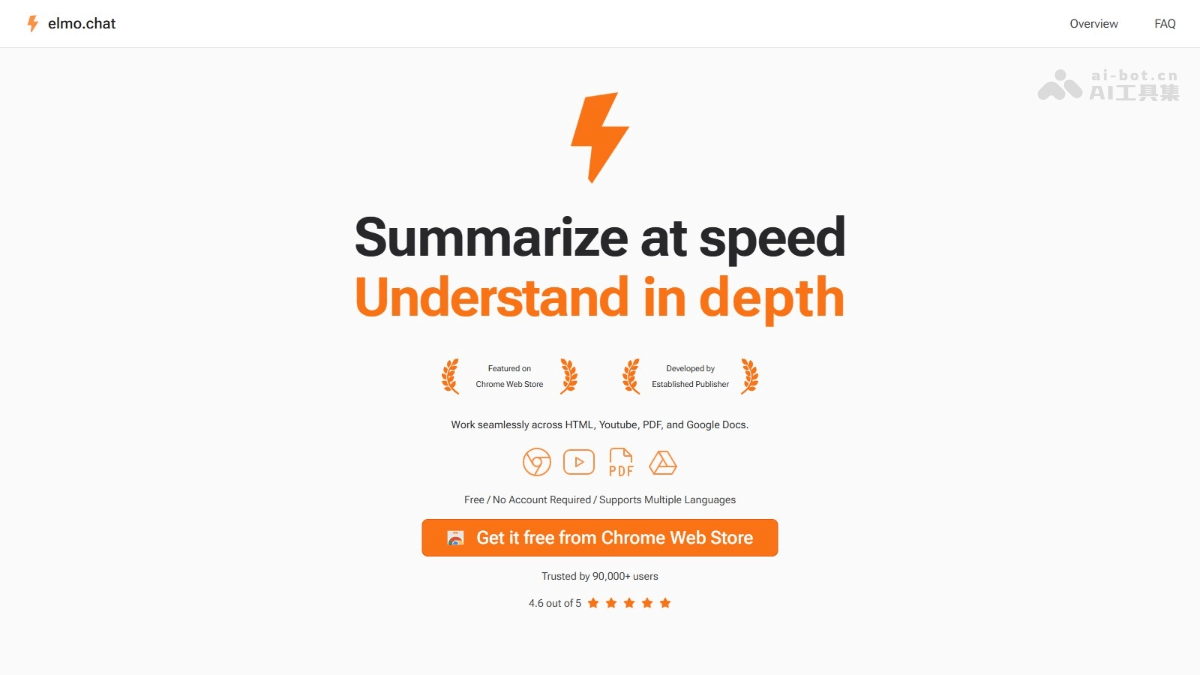 elmo.chat
Overview
FAQ
ai-bot.cn
AI工具集
Summarize at speed
Understand in depth
Featured on
Chrome Web Store
Developed by
Established Publisher
Work seamlessly across HTML, Youtube, PDF, and Google Docs.
PDF
Free / No Account Required / Supports Multiple Languages
Get it free from Chrome Web Store
Trusted by 90,000+ users
4.6 out of 5